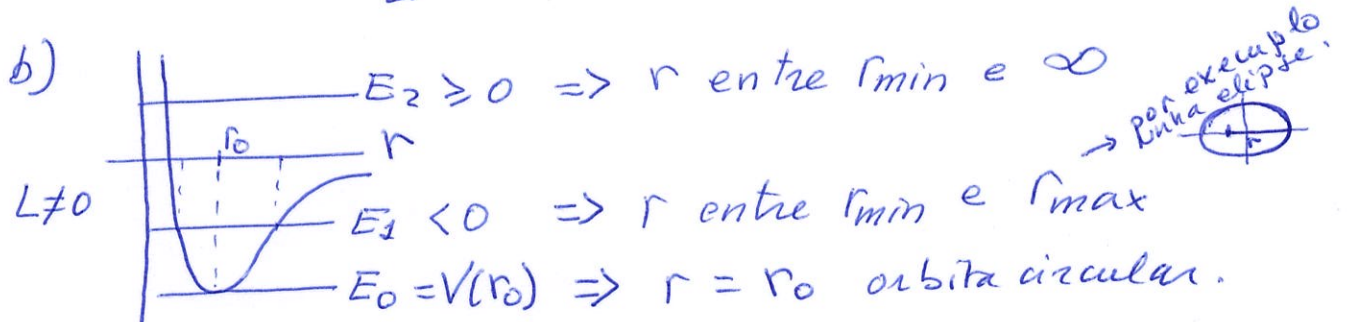 b)
E₂ ≥ 0 => r entre rmin e ∞
→ por exemplo
linha elipse.
r
r₀
r
L≠0
E₁ < 0 => r entre rmin e rmax
E₀ = V(r₀) => r = r₀ orbita circular.